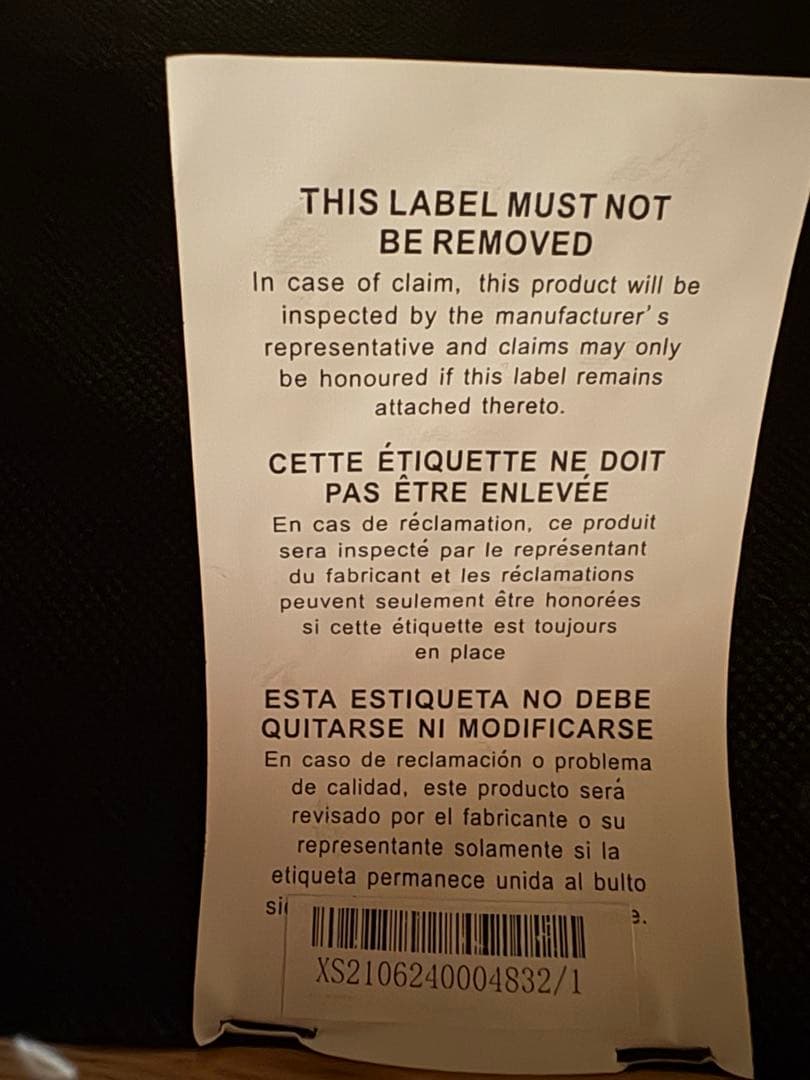 THIS LABEL MUST NOT
BE REMOVED
In case of claim, this product will be
inspected by the manufacturer's
representative and claims may only
be honoured if this label remains
attached thereto.
CETTE ÉTIQUETTE NE DOIT
PAS ÊTRE ENLEVÉE
En cas de réclamation, ce produit
sera inspecté par le représentant
du fabricant et les réclamations
peuvent seulement être honorées
si cette étiquette est toujours
en place
ESTA ESTIQUETA NO DEBE
QUITARSE NI MODIFICARSE
En caso de reclamación o problema
de calidad, este producto será
revisado por el fabricante o su
representante solamente si la
etiqueta permanece unida al bulto
XS2106240004832/1